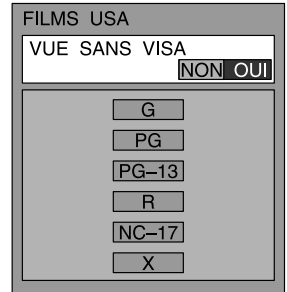 FILMS USA
VUE SANS VISA
NON OUI
G
PG
PG–13
R
NC–17
X